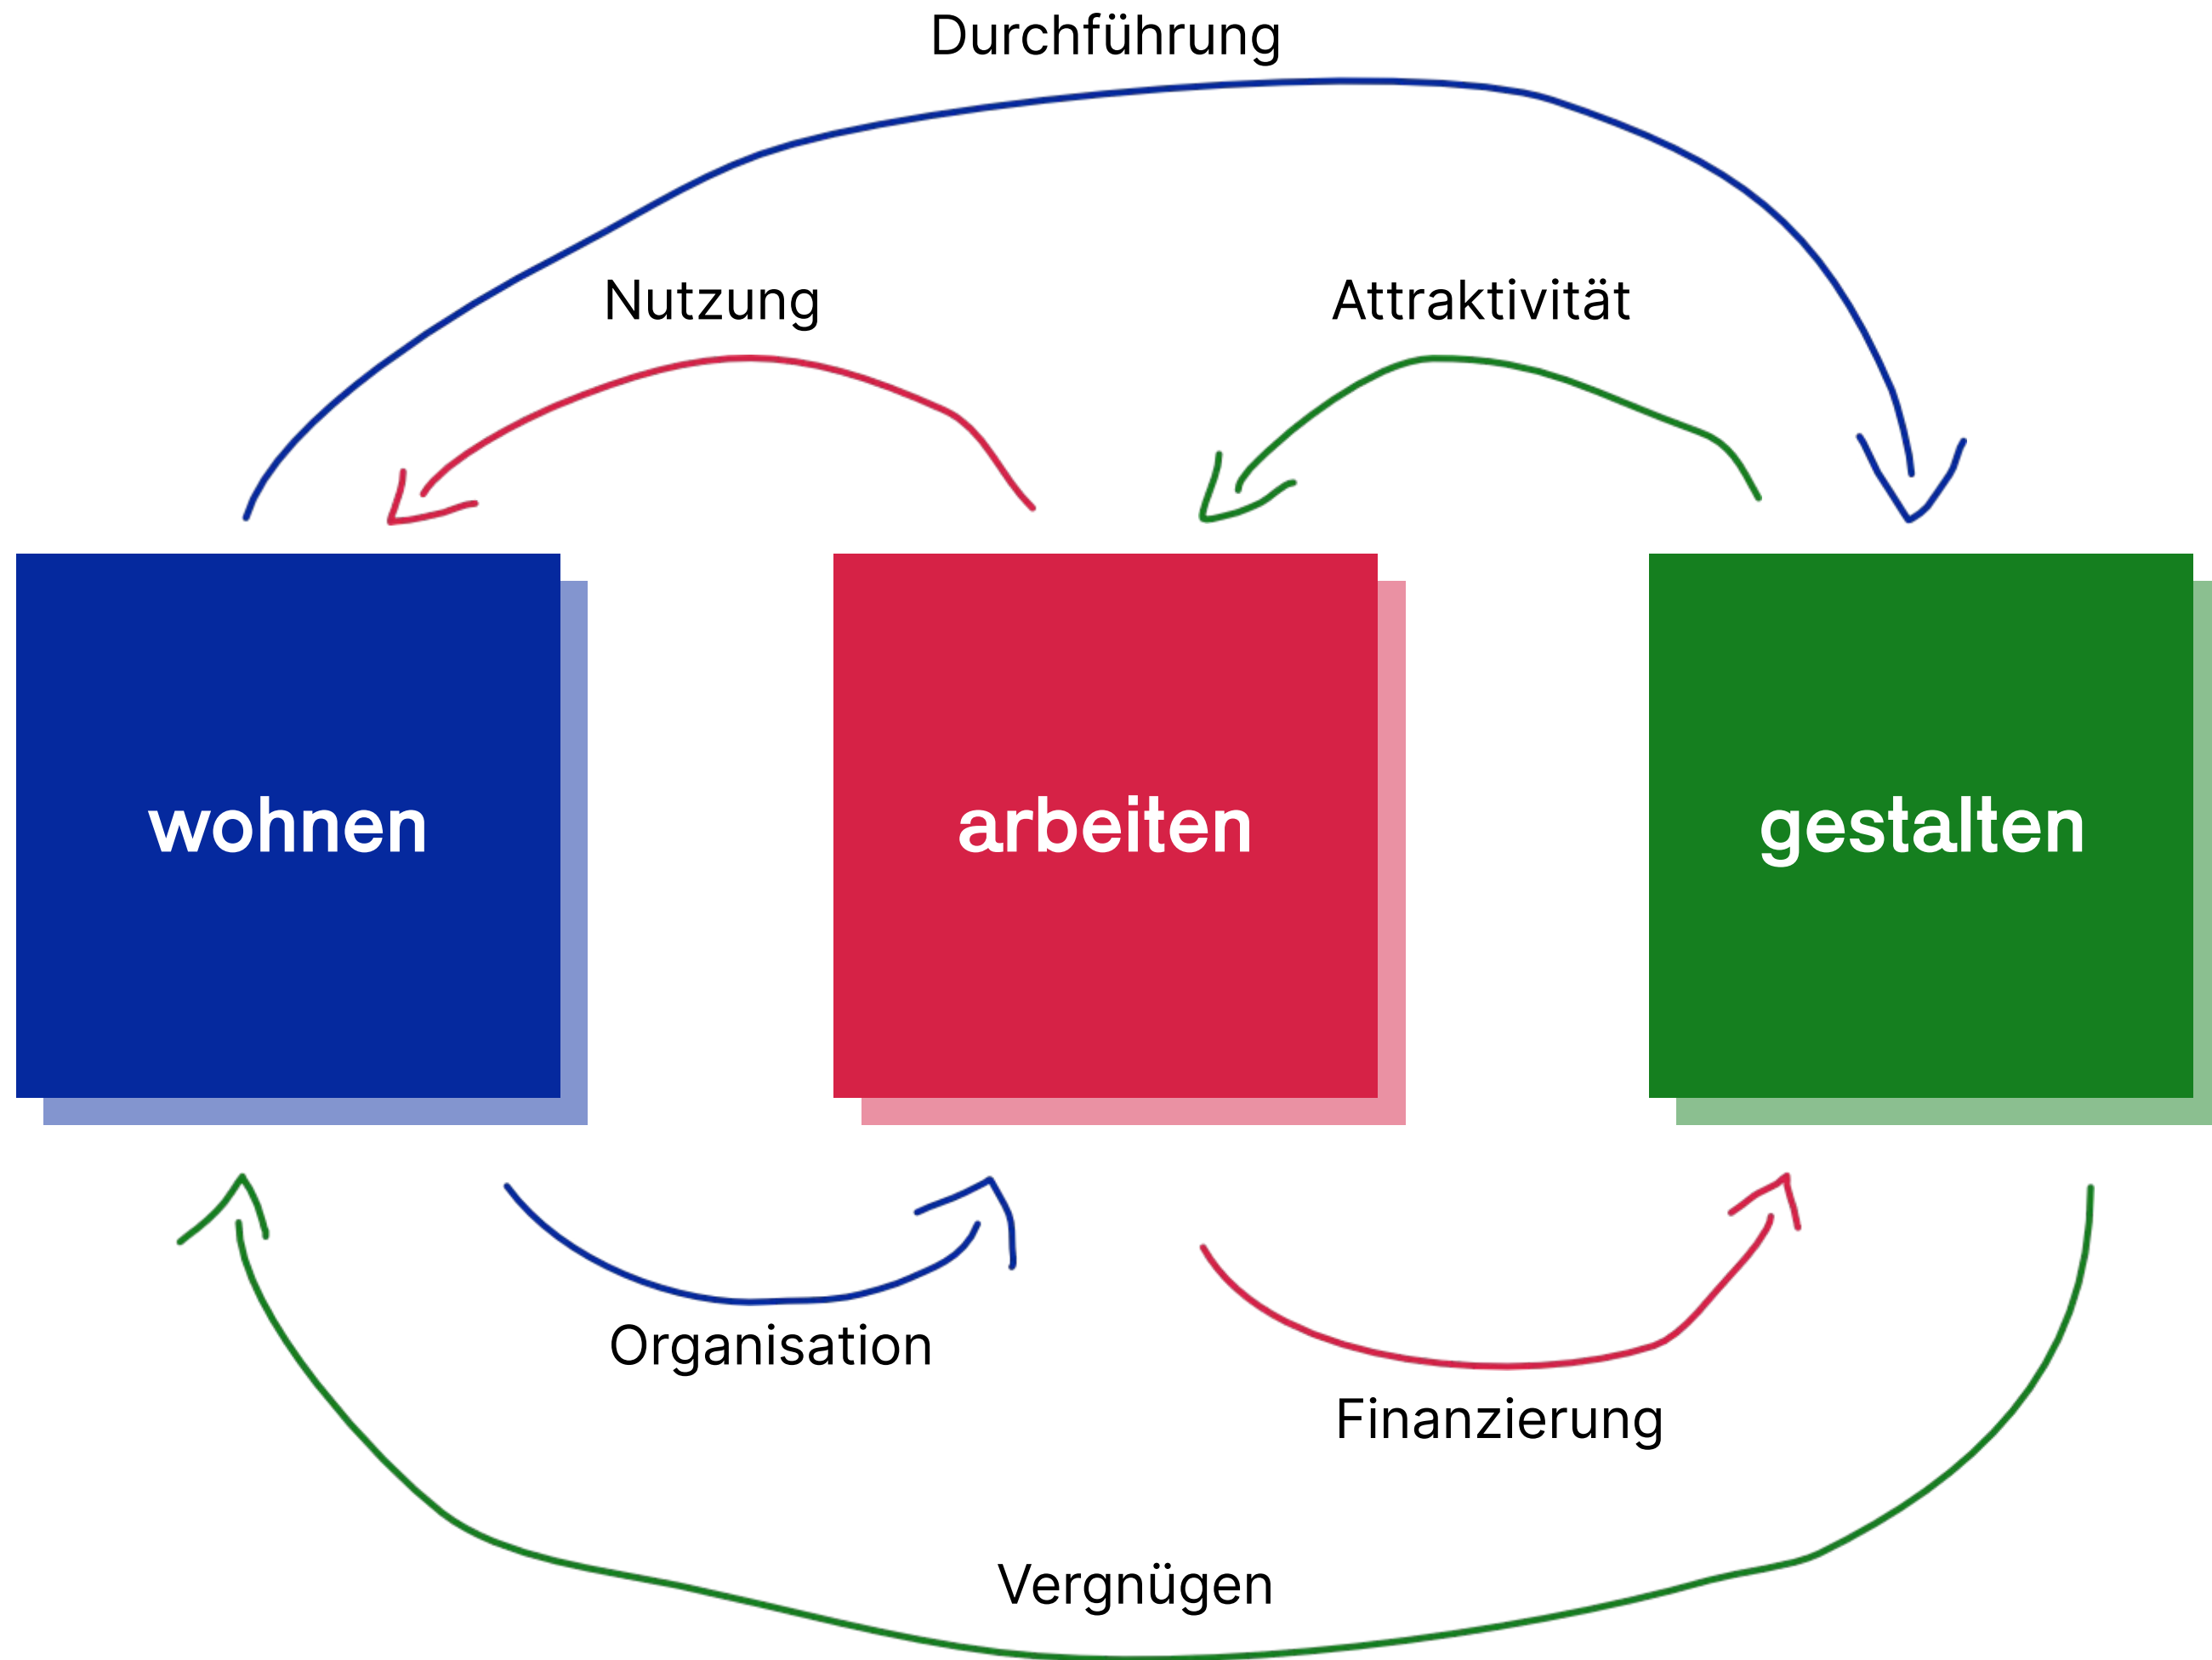 Durchführung
Nutzung
Attraktivität
wohnen
arbeiten
gestalten
Organisation
Finanzierung
Vergnügen